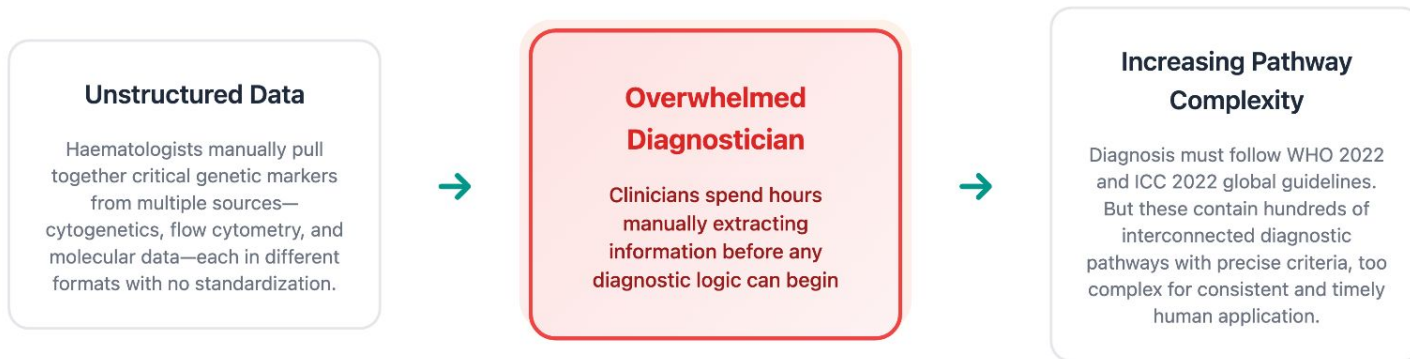 Unstructured Data
Haematologists manually pull
together critical genetic markers
from multiple sources—
cytogenetics, flow cytometry, and
molecular data—each in different
formats with no standardization.
Overwhelmed
Diagnostician
Clinicians spend hours
manually extracting
information before any
diagnostic logic can begin
Increasing Pathway
Complexity
Diagnosis must follow WHO 2022
and ICC 2022 global guidelines.
But these contain hundreds of
interconnected diagnostic
pathways with precise criteria, too
complex for consistent and timely
human application.